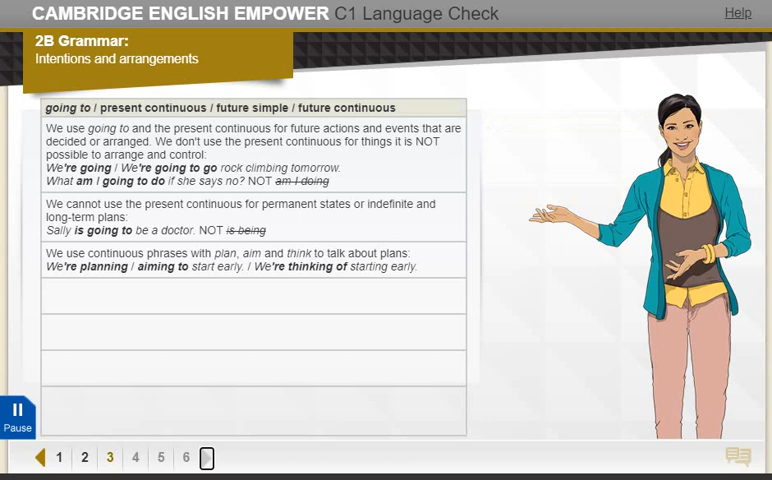 CAMBRIDGE ENGLISH EMPOWER C1 Language Check
Help
2B Grammar:
Intentions and arrangements
going to / present continuous / future simple / future continuous
We use going to and the present continuous for future actions and events that are
decided or arranged. We don't use the present continuous for things it is NOT
possible to arrange and control:
We're going / We're going to go rock climbing tomorrow.
What am I going to do if she says no? NOT am I doing
We cannot use the present continuous for permanent states or indefinite and
long-term plans:
Sally is going to be a doctor. NOT is being
We use continuous phrases with plan, aim and think to talk about plans:
We're planning / aiming to start early. / We're thinking of starting early.
Pause
1 2 3 4 5 6